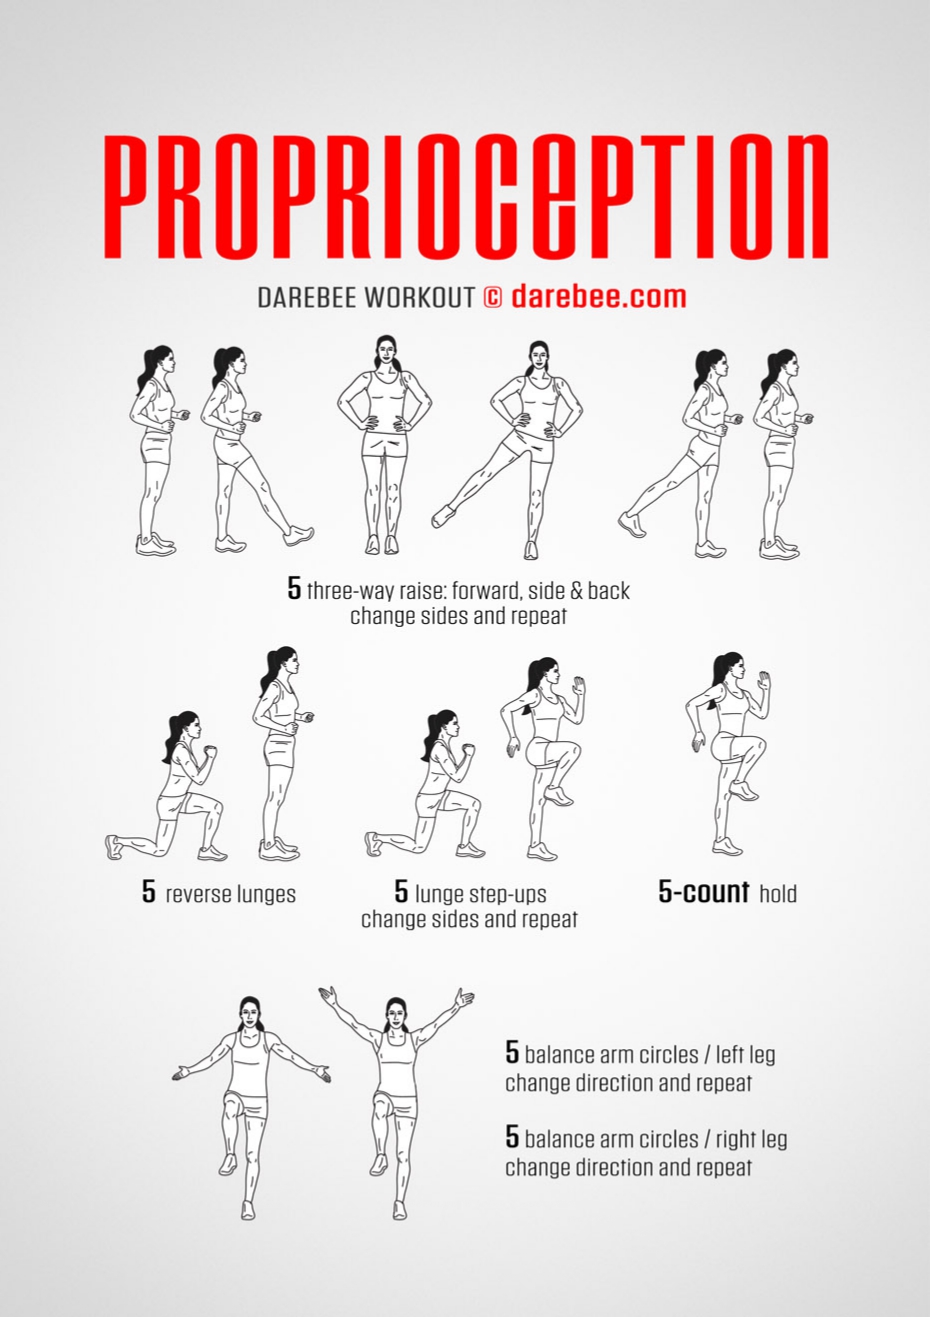 PROPRIOCEPTION
DAREBEE WORKOUT © darebee.com
5 three-way raise: forward, side & back
change sides and repeat
5 reverse lunges
5 lunge step-ups
change sides and repeat
5-count hold
5 balance arm circles / left leg
change direction and repeat
5 balance arm circles / right leg
change direction and repeat